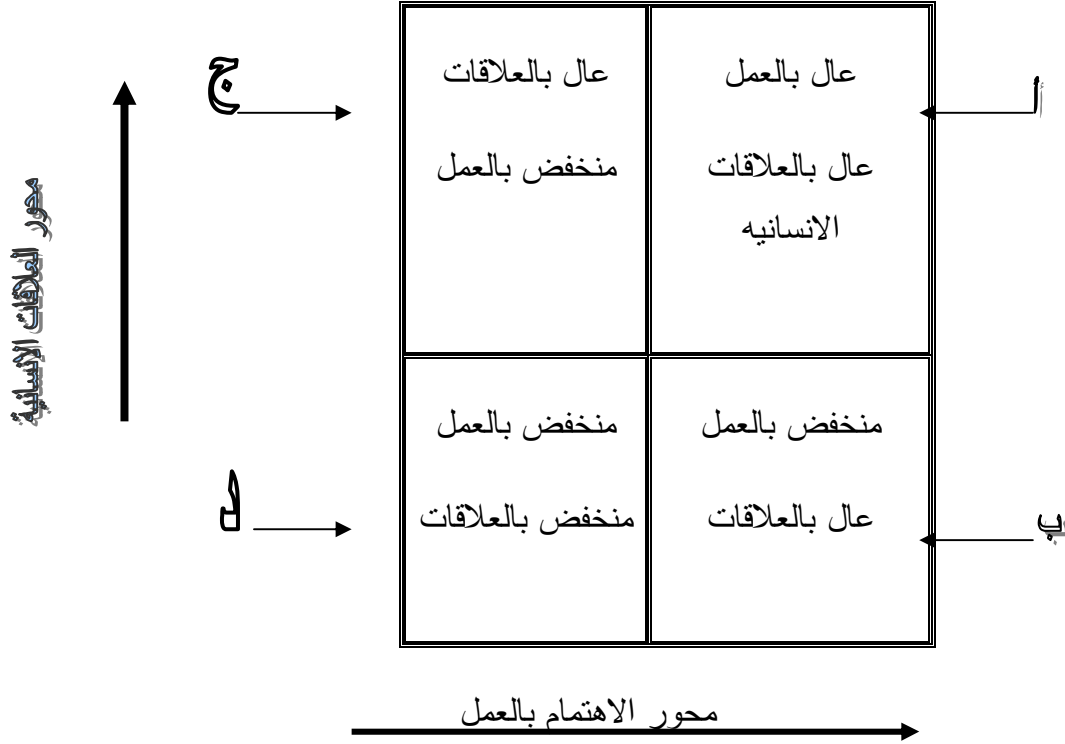 أ
عال بالعمل
عال بالعلاقات
الانسانيه
ج
عال بالعلاقات
منخفض بالعمل
محور العلاقات الإنسانية
ب
منخفض بالعمل
عال بالعلاقات
د
منخفض بالعمل
منخفض بالعلاقات
محور الاهتمام بالعمل